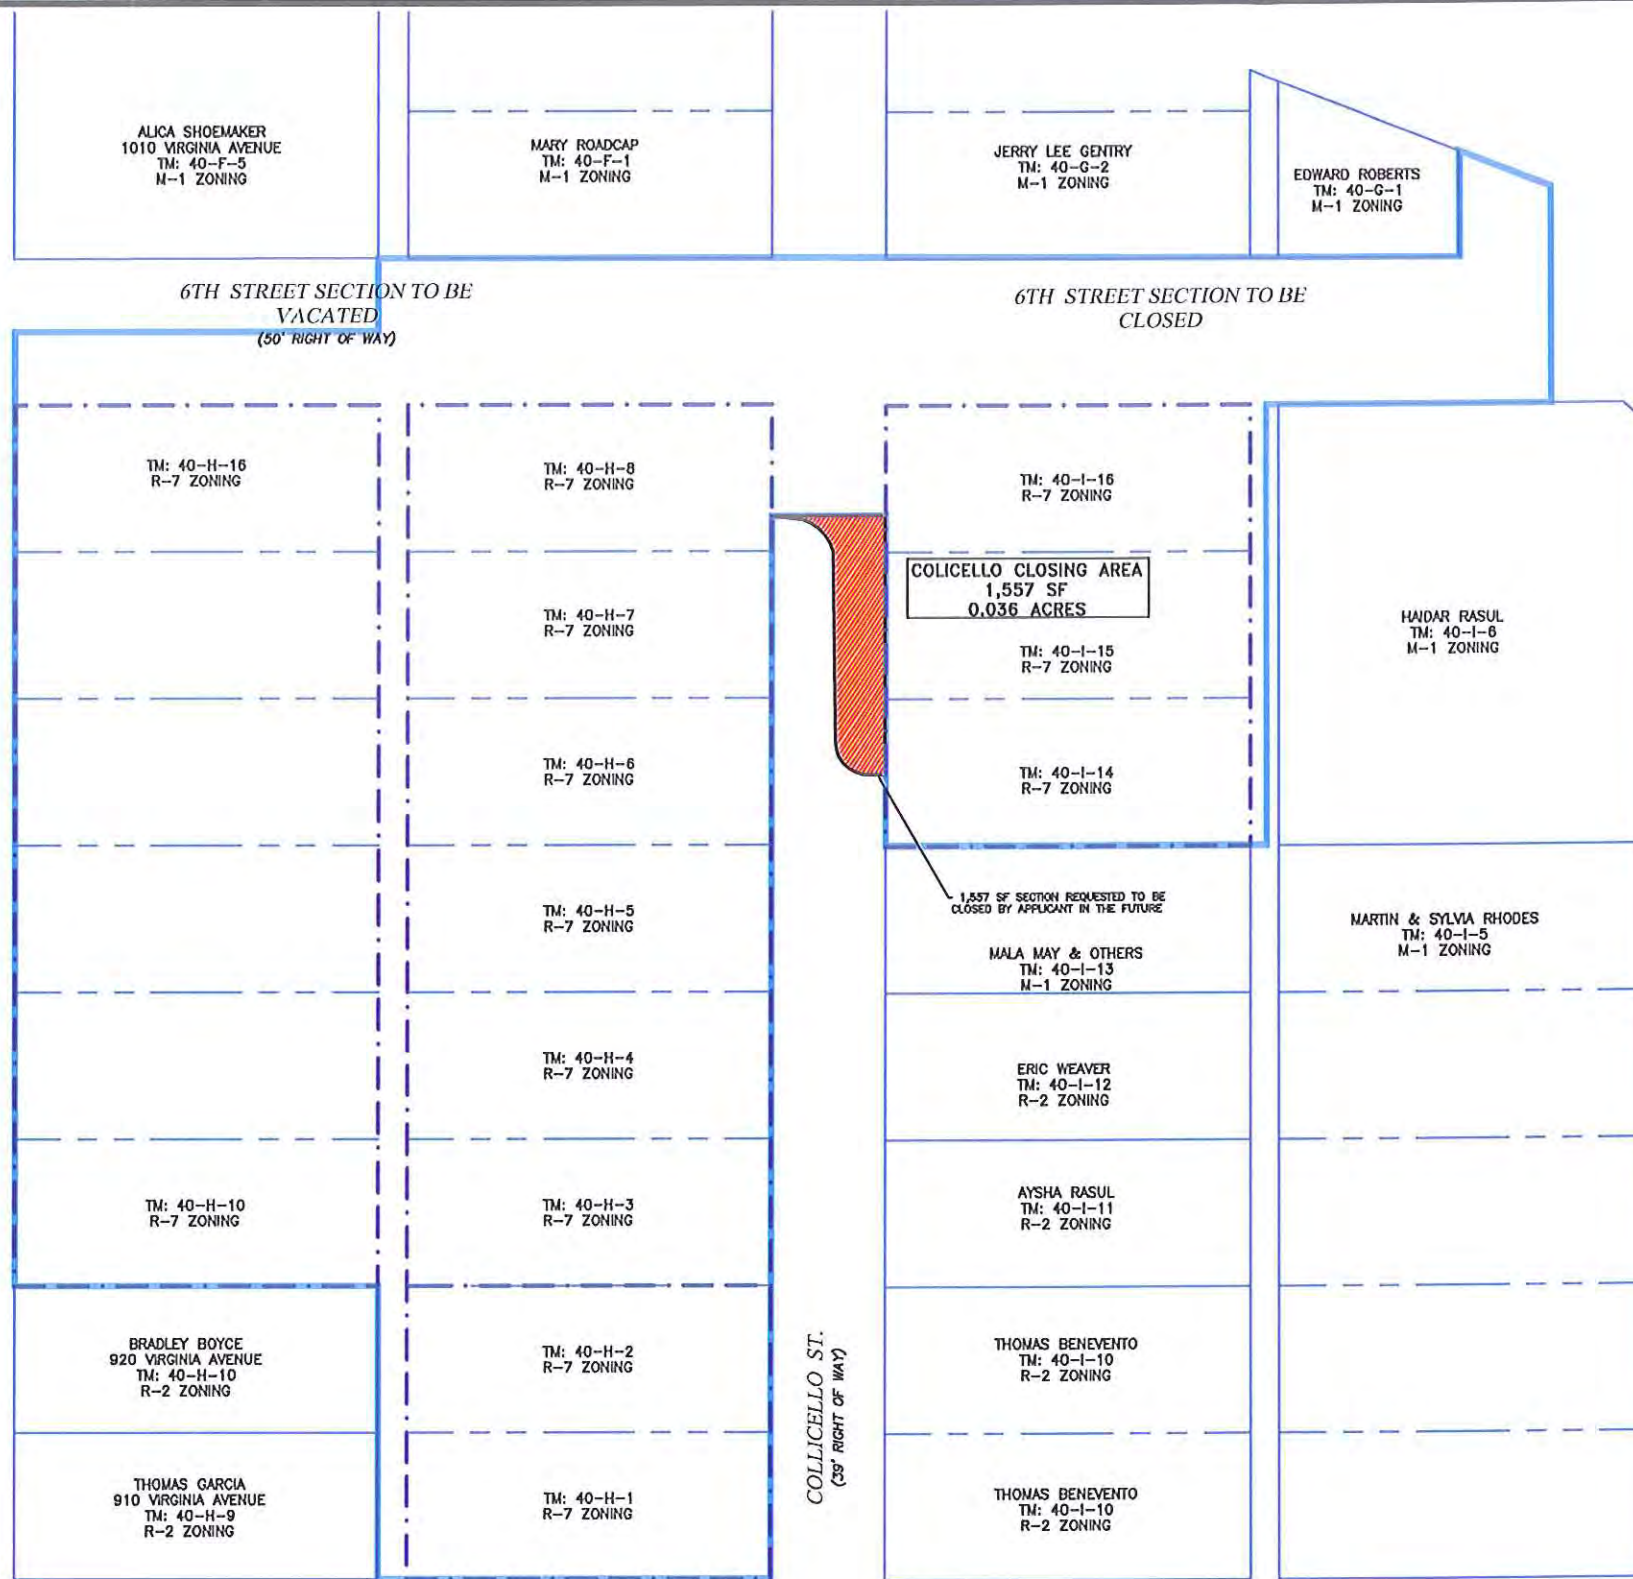 ALICA SHOEMAKER
1010 VIRGINIA AVENUE
TM: 40-F-5
M-1 ZONING
MARY ROADCAP
TM: 40-F-1
M-1 ZONING
JERRY LEE GENTRY
TM: 40-G-2
M-1 ZONING
EDWARD ROBERTS
TM: 40-G-1
M-1 ZONING
6TH STREET SECTION TO BE
VACATED
(50' RIGHT OF WAY)
6TH STREET SECTION TO BE
CLOSED
TM: 40-H-16
R-7 ZONING
TM: 40-H-8
R-7 ZONING
TM: 40-I-16
R-7 ZONING
COLICELLO CLOSING AREA
1,557 SF
0.036 ACRES
TM: 40-H-7
R-7 ZONING
TM: 40-I-15
R-7 ZONING
HAIDAR RASUL
TM: 40-I-6
M-1 ZONING
TM: 40-H-6
R-7 ZONING
TM: 40-I-14
R-7 ZONING
1,557 SF SECTION REQUESTED TO BE
CLOSED BY APPLICANT IN THE FUTURE
TM: 40-H-5
R-7 ZONING
MALA MAY & OTHERS
TM: 40-I-13
M-1 ZONING
MARTIN & SYLVIA RHODES
TM: 40-I-5
M-1 ZONING
TM: 40-H-4
R-7 ZONING
ERIC WEAVER
TM: 40-I-12
R-2 ZONING
TM: 40-H-10
R-7 ZONING
TM: 40-H-3
R-7 ZONING
AYSHA RASUL
TM: 40-I-11
R-2 ZONING
BRADLEY BOYCE
920 VIRGINIA AVENUE
TM: 40-H-10
R-2 ZONING
TM: 40-H-2
R-7 ZONING
COLLICELLO ST.
(39' RIGHT OF WAY)
THOMAS BENEVENTO
TM: 40-I-10
R-2 ZONING
THOMAS GARCIA
910 VIRGINIA AVENUE
TM: 40-H-9
R-2 ZONING
TM: 40-H-1
R-7 ZONING
THOMAS BENEVENTO
TM: 40-I-10
R-2 ZONING